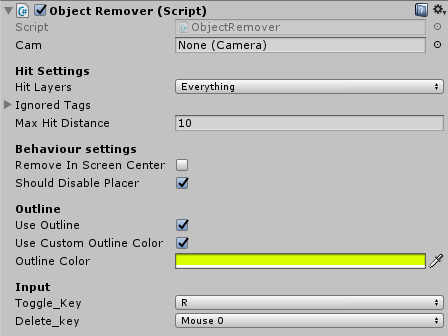 Object Remover (Script)
Script ObjectRemover
Cam None (Camera)
Hit Settings
Hit Layers Everything
Ignored Tags
Max Hit Distance 10
Behaviour settings
Remove In Screen Center
Should Disable Placer
Outline
Use Outline
Use Custom Outline Color
Outline Color
Input
Toggle_Key R
Delete_key Mouse 0